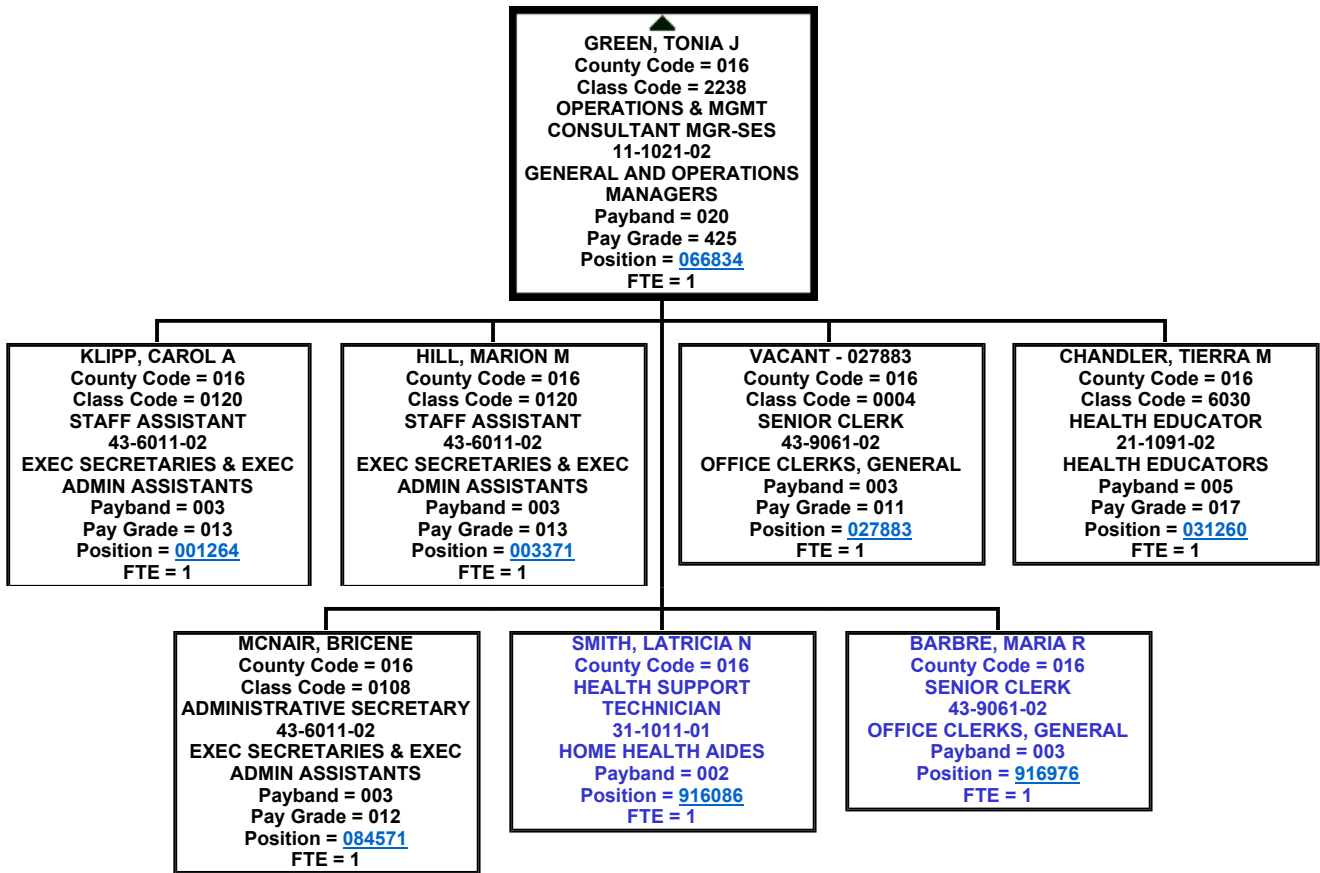 GREEN, TONIA J
County Code = 016
Class Code = 2238
OPERATIONS & MGMT
CONSULTANT MGR-SES
11-1021-02
GENERAL AND OPERATIONS
MANAGERS
Payband = 020
Pay Grade = 425
Position = 066834
FTE = 1
KLIPP, CAROL A
County Code = 016
Class Code = 0120
STAFF ASSISTANT
43-6011-02
EXEC SECRETARIES & EXEC
ADMIN ASSISTANTS
Payband = 003
Pay Grade = 013
Position = 001264
FTE = 1
HILL, MARION M
County Code = 016
Class Code = 0120
STAFF ASSISTANT
43-6011-02
EXEC SECRETARIES & EXEC
ADMIN ASSISTANTS
Payband = 003
Pay Grade = 013
Position = 003371
FTE = 1
VACANT - 027883
County Code = 016
Class Code = 0004
SENIOR CLERK
43-9061-02
OFFICE CLERKS, GENERAL
Payband = 003
Pay Grade = 011
Position = 027883
FTE = 1
CHANDLER, TIERRA M
County Code = 016
Class Code = 6030
HEALTH EDUCATOR
21-1091-02
HEALTH EDUCATORS
Payband = 005
Pay Grade = 017
Position = 031260
FTE = 1
MCNAIR, BRICENE
County Code = 016
Class Code = 0108
ADMINISTRATIVE SECRETARY
43-6011-02
EXEC SECRETARIES & EXEC
ADMIN ASSISTANTS
Payband = 003
Pay Grade = 012
Position = 084571
FTE = 1
SMITH, LATRICIA N
County Code = 016
HEALTH SUPPORT
TECHNICIAN
31-1011-01
HOME HEALTH AIDES
Payband = 002
Position = 916086
FTE = 1
BARBRE, MARIA R
County Code = 016
SENIOR CLERK
43-9061-02
OFFICE CLERKS, GENERAL
Payband = 003
Position = 916976
FTE = 1